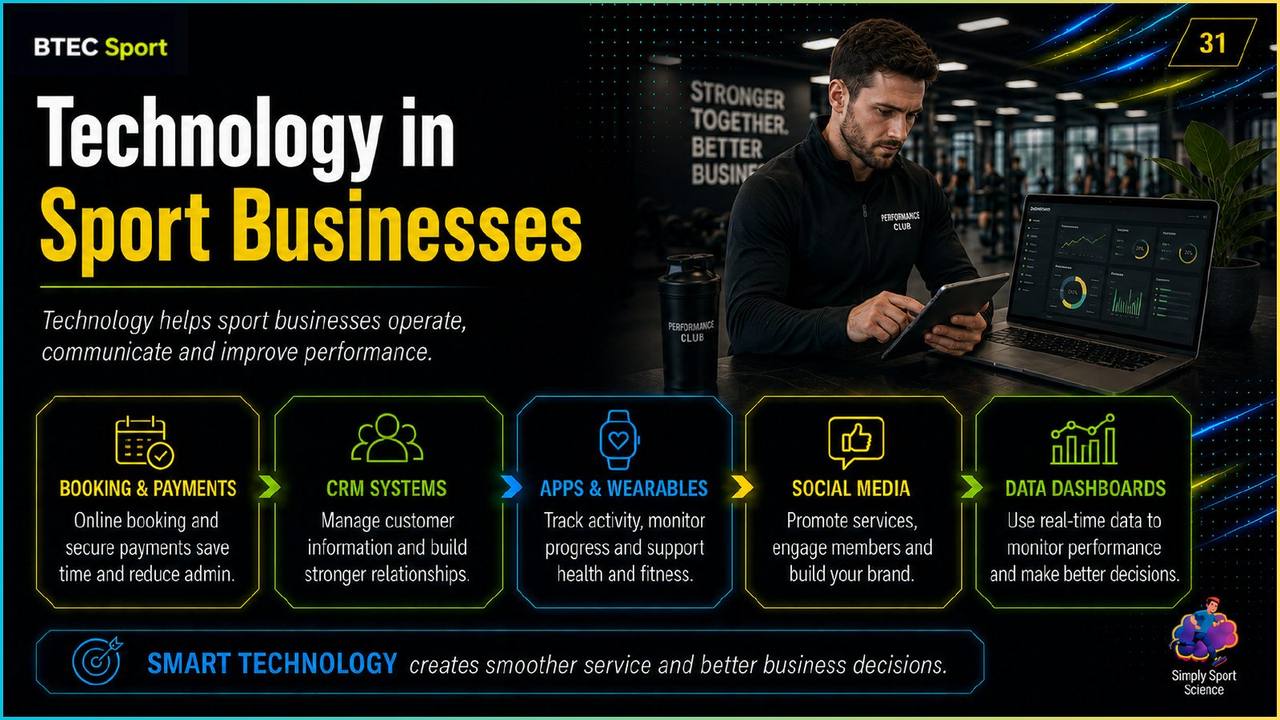 BTEC Sport
31
Technology in
Sport Businesses
Technology helps sport businesses operate,
communicate and improve performance.
STRONGER
TOGETHER.
BETTER
PERFORMANCE
CLUB
PERFORMANCE
CLUB
BOOKING & PAYMENTS
Online booking and
secure payments save
time and reduce admin.
CRM SYSTEMS
Manage customer
information and build
stronger relationships.
APPS & WEARABLES
Track activity, monitor
progress and support
health and fitness.
SOCIAL MEDIA
Promote services,
engage members and
build your brand.
DATA DASHBOARDS
Use real-time data to
monitor performance
and make better decisions.
SMART TECHNOLOGY creates smoother service and better business decisions.
Simply Sport
Science